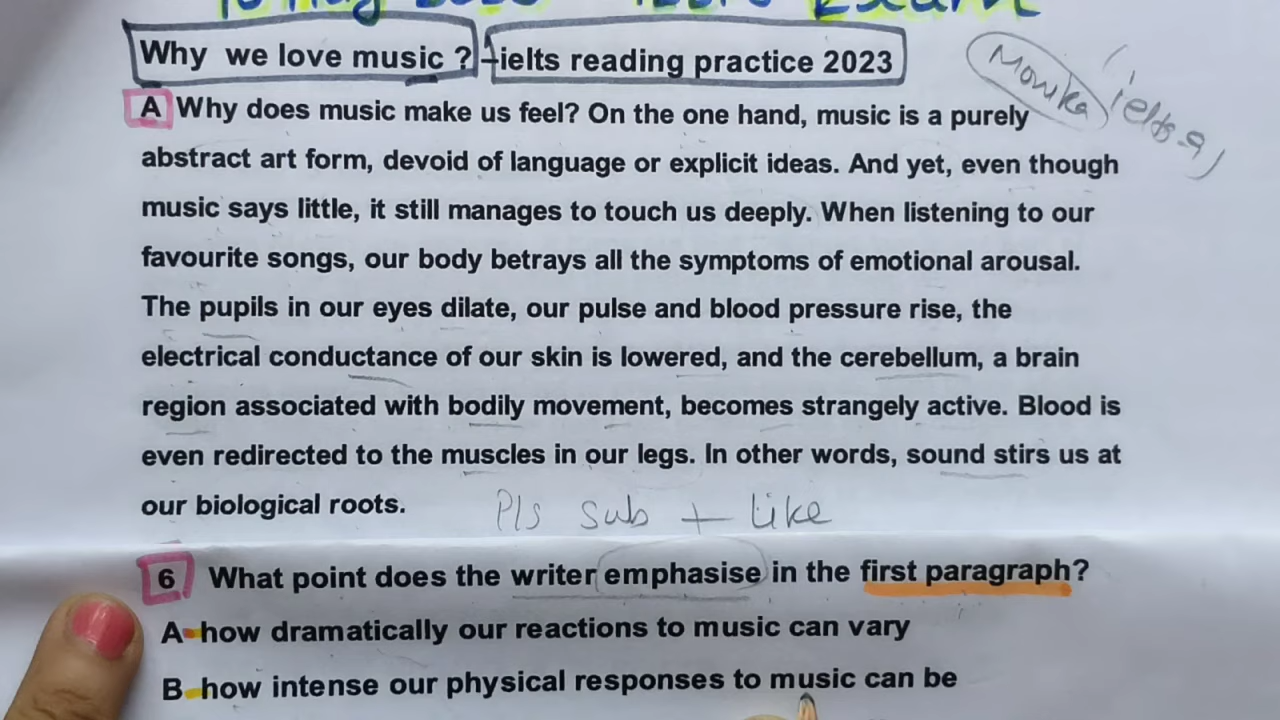 Why we love music ? -ielts reading practice 2023
Monika ielts.9
A Why does music make us feel? On the one hand, music is a purely
abstract art form, devoid of language or explicit ideas. And yet, even though
music says little, it still manages to touch us deeply. When listening to our
favourite songs, our body betrays all the symptoms of emotional arousal.
The pupils in our eyes dilate, our pulse and blood pressure rise, the
electrical conductance of our skin is lowered, and the cerebellum, a brain
region associated with bodily movement, becomes strangely active. Blood is
even redirected to the muscles in our legs. In other words, sound stirs us at
our biological roots.
Pls sub + like
6 What point does the writer emphasise in the first paragraph?
A-how dramatically our reactions to music can vary
B-how intense our physical responses to music can be